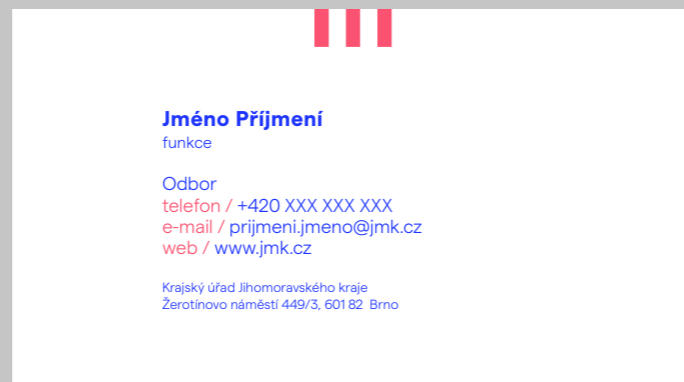 Jméno Příjmení
funkce
Odbor
telefon / +420 XXX XXX XXX
e-mail / prijmeni.jmeno@jmk.cz
web / www.jmk.cz
Krajský úřad Jihomoravského kraje
Žerotínovo náměstí 449/3, 601 82 Brno